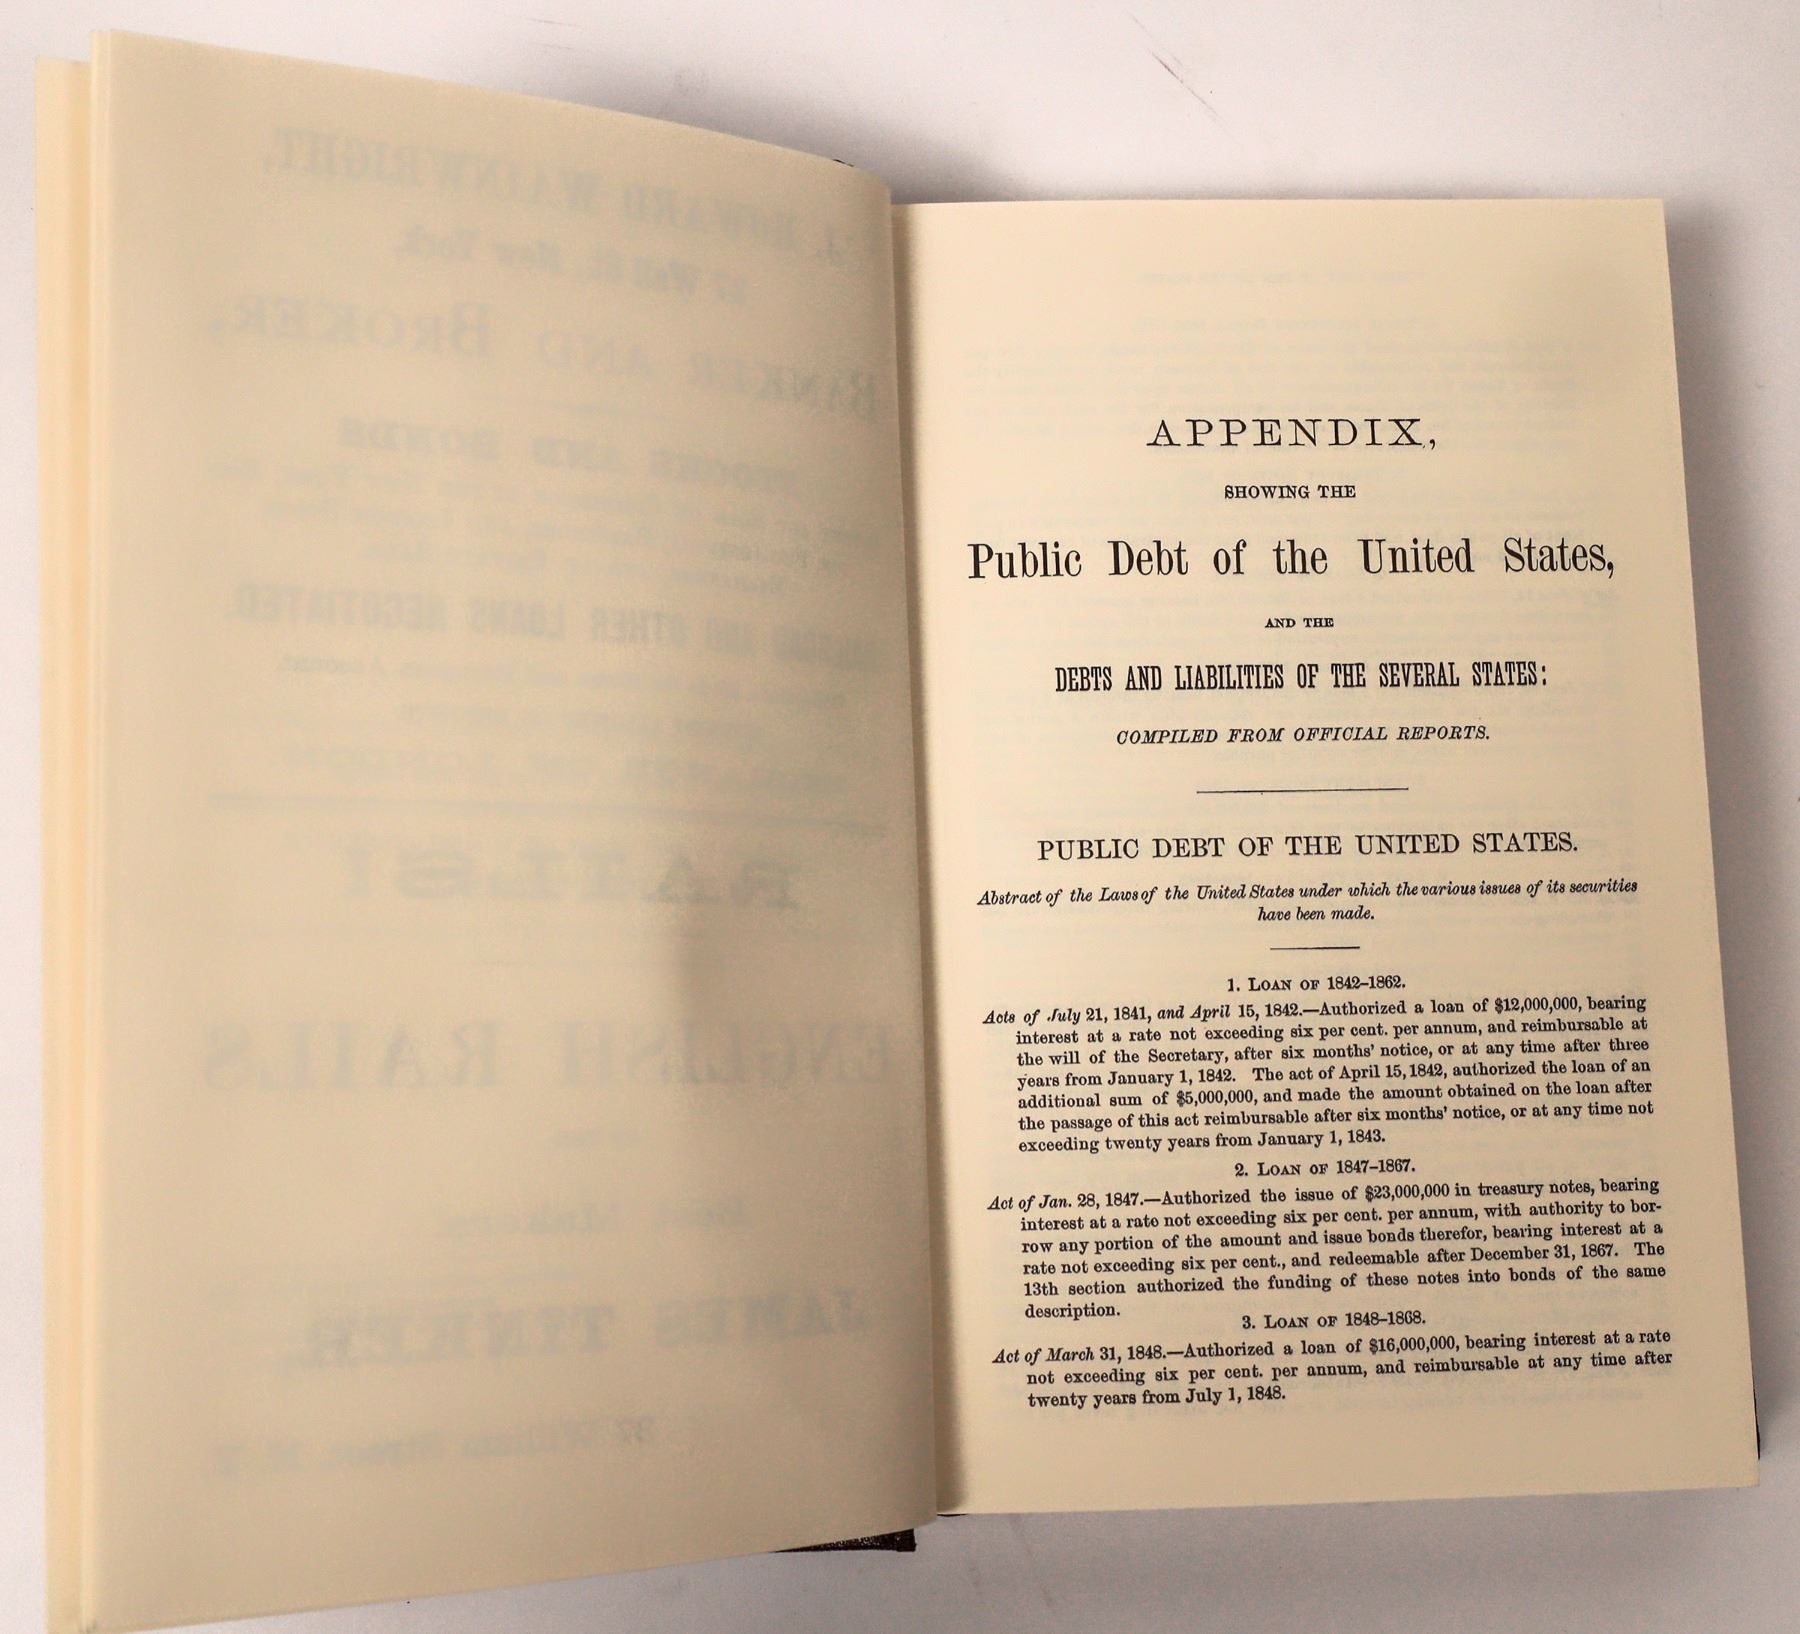 APPENDIX,
SHOWING THE
Public Debt of the United States,
AND THE
DEBTS AND LIABILITIES OF THE SEVERAL STATES:
COMPILED FROM OFFICIAL REPORTS.
PUBLIC DEBT OF THE UNITED STATES.
Abstract of the Laws of the United States under which the various issues of its securities
have been made.
1. LOAN OF 1842–1862.
Acts of July 21, 1841, and April 15, 1842.—Authorized a loan of $12,000,000, bearing
interest at a rate not exceeding six per cent. per annum, and reimbursable at
the will of the Secretary, after six months' notice, or at any time after three
years from January 1, 1842. The act of April 15, 1842, authorized the loan of an
additional sum of $5,000,000, and made the amount obtained on the loan after
the passage of this act reimbursable after six months' notice, or at any time not
exceeding twenty years from January 1, 1843.
2. LOAN OF 1847–1867.
Act of Jan. 28, 1847.—Authorized the issue of $23,000,000 in treasury notes, bearing
interest at a rate not exceeding six per cent. per annum, with authority to bor-
row any portion of the amount and issue bonds therefor, bearing interest at a
rate not exceeding six per cent., and redeemable after December 31, 1867. The
13th section authorized the funding of these notes into bonds of the same
description.
3. LOAN OF 1848–1868.
Act of March 31, 1848.—Authorized a loan of $16,000,000, bearing interest at a rate
not exceeding six per cent. per annum, and reimbursable at any time after
twenty years from July 1, 1848.